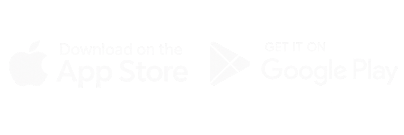 Download on the
App Store
GET IT ON
Google Play